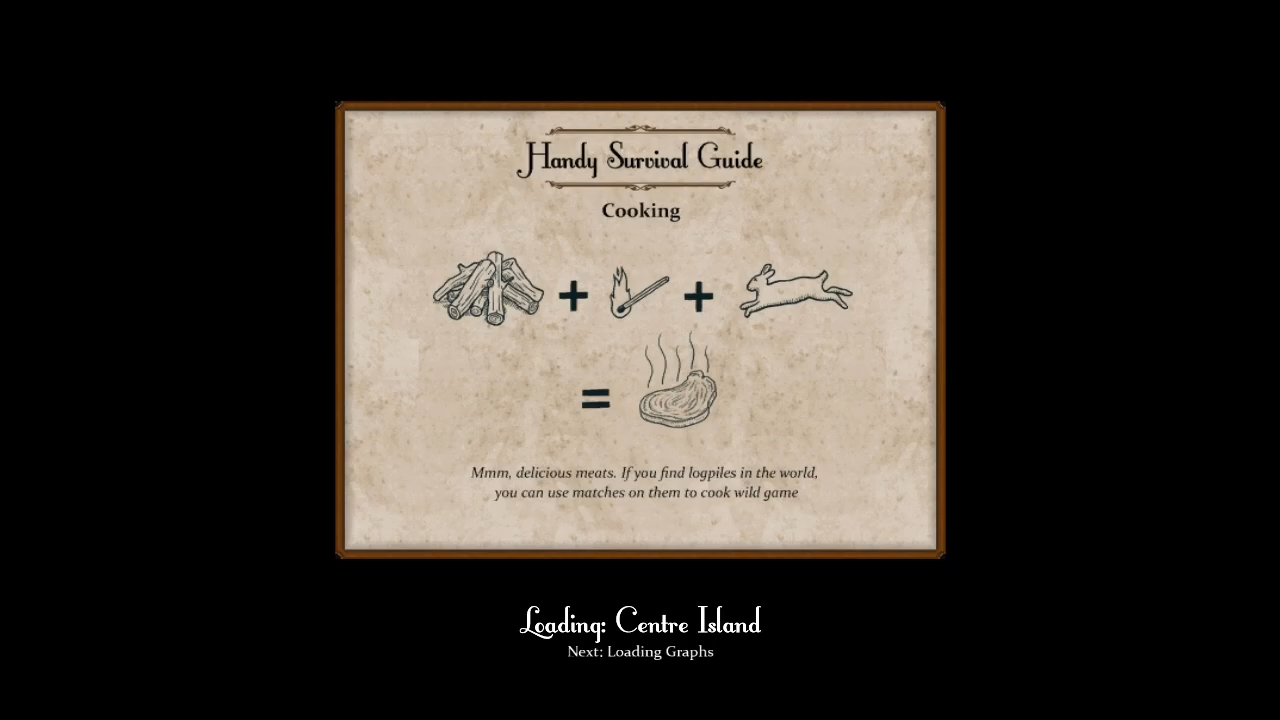 Handy Survival Guide
Cooking
+ +
=
Mmm, delicious meats. If you find logpiles in the world,
you can use matches on them to cook wild game
Loading: Centre Island
Next: Loading Graphs